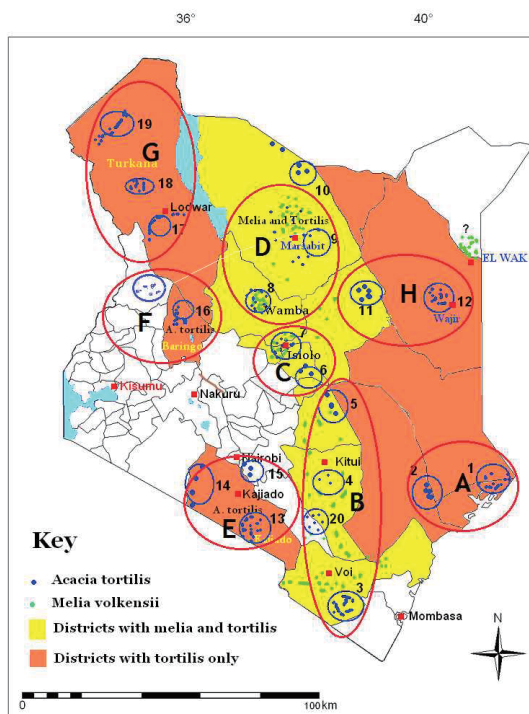 36°
40°
19
G
Turkana
18
Lodwar
17
10
Melia and Tortilis
D
Marsabit
9
?
EL WAK
8
Wamba
H
11
12
Wajir
F
16
A. tortilis
Baringo
7
Isiolo
C
6
Kisumu
Nakuru
5
Nairobi
15
Kitui
4
B
2
1
A
14
Kajiado
A. tortilis
13
E
20
Voi
3
Mombasa
Key
Acacia tortilis
Melia volkensii
Districts with melia and tortilis
Districts with tortilis only
N
0
100km